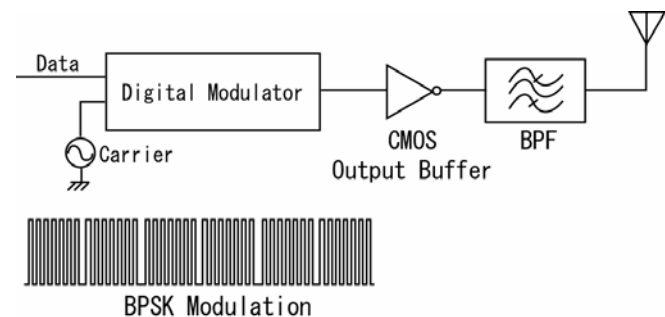 Data
Digital Modulator
Carrier
CMOS
Output Buffer
BPF
BPSK Modulation